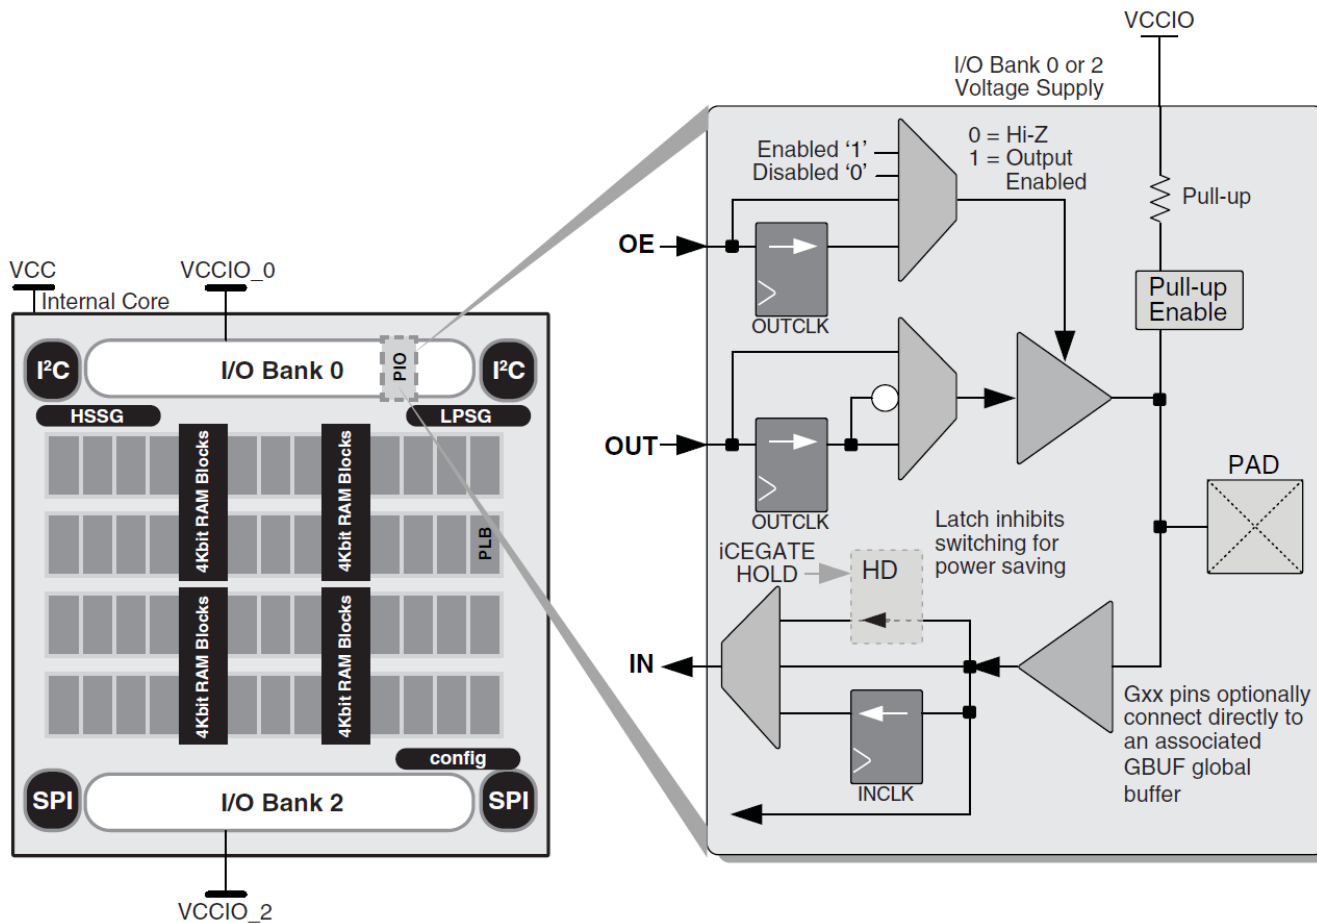 VCC
VCCIO_0
Internal Core
I²C
I/O Bank 0
PIO
I²C
HSSG
LPSG
4Kbit RAM Blocks
4Kbit RAM Blocks
PLB
4Kbit RAM Blocks
4Kbit RAM Blocks
config
SPI
I/O Bank 2
SPI
VCCIO_2
VCCIO
I/O Bank 0 or 2
Voltage Supply
Enabled ‘1’
Disabled ‘0’
0 = Hi-Z
1 = Output
Enabled
Pull-up
OE
OUTCLK
Pull-up
Enable
OUT
OUTCLK
PAD
iCEGATE
HOLD
HD
Latch inhibits
switching for
power saving
IN
INCLK
Gxx pins optionally
connect directly to
an associated
GBUF global
buffer